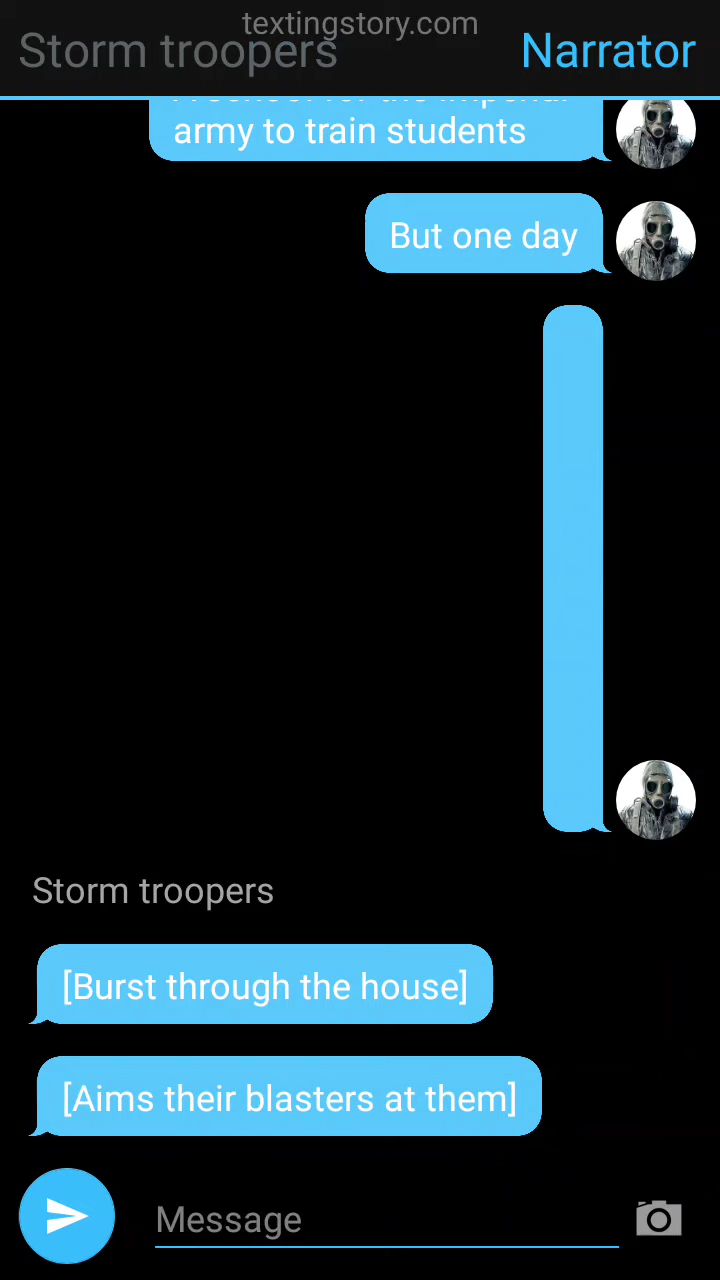 textingstory.com
Storm troopers
Narrator
army to train students
But one day
Storm troopers
[Burst through the house]
[Aims their blasters at them]
Message